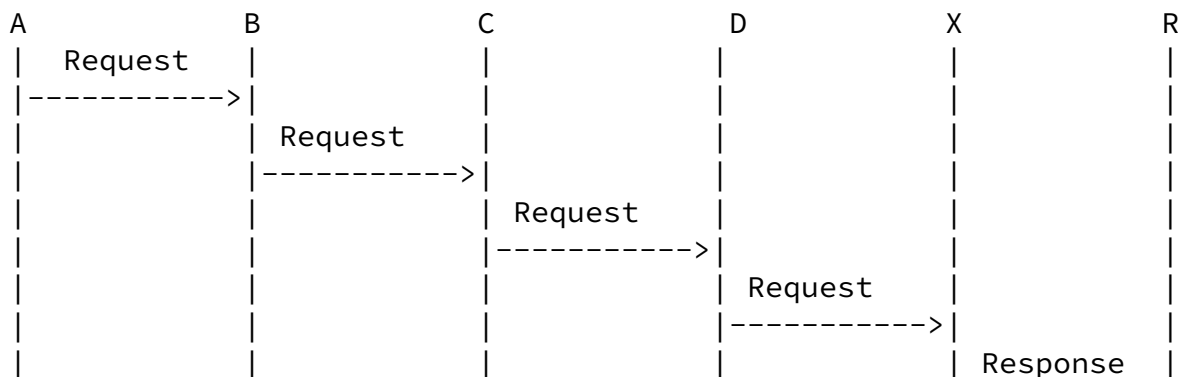 A B C D X R
| Request | | | | |
|----------->| | | | |
| | Request | | | |
| |----------->| | | |
| | | Request | | |
| | |----------->| | |
| | | | Request | |
| | | |----------->| |
| | | | | Response |